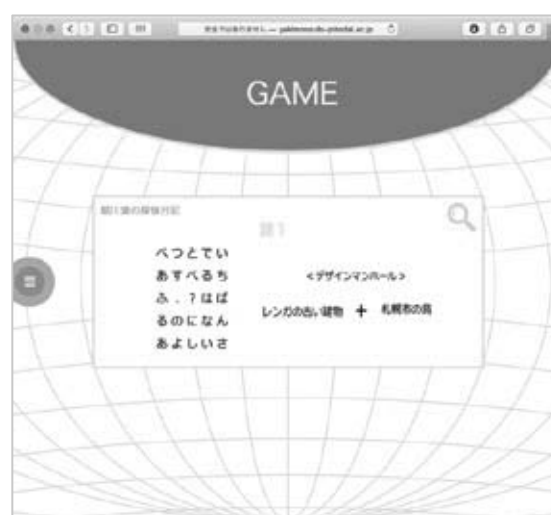 GAME
謎1
べつとてい
あすべるち
ふ．？はば
るのになん
あよしいさ
<デザインマンホール>
レンガの古い建物 + 札幌市の鳥